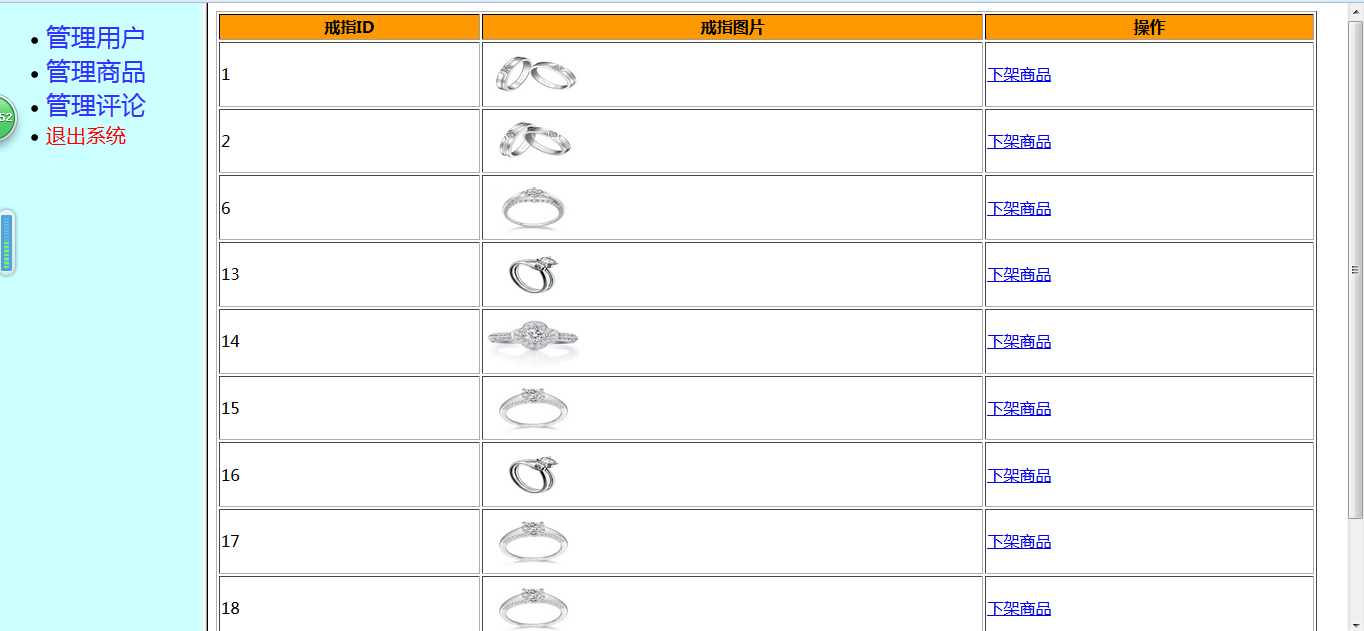 管理用户
管理商品
管理评论
退出系统
52
戒指ID 戒指图片 操作
1 下架商品
2 下架商品
6 下架商品
13 下架商品
14 下架商品
15 下架商品
16 下架商品
17 下架商品
18 下架商品